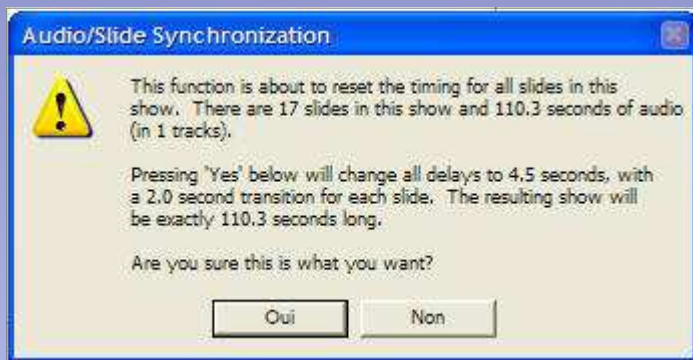 Audio/Slide Synchronization
This function is about to reset the timing for all slides in this
show. There are 17 slides in this show and 110.3 seconds of audio
(in 1 tracks).
Pressing 'Yes' below will change all delays to 4.5 seconds, with
a 2.0 second transition for each slide. The resulting show will
be exactly 110.3 seconds long.
Are you sure this is what you want?
Oui
Non